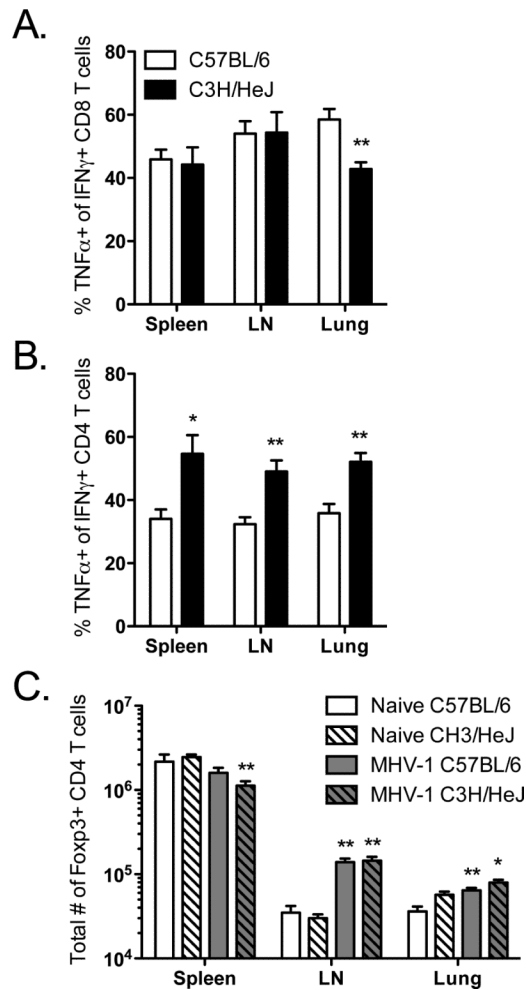 A.
C57BL/6
C3H/HeJ
% TNFα+ of IFNγ+ CD8 T cells
80
60
40
20
0
**
Spleen LN Lung
B.
% TNFα+ of IFNγ+ CD4 T cells
80
60
40
20
0
* ** **
Spleen LN Lung
C.
Total # of Foxp3+ CD4 T cells
10⁷
10⁶
10⁵
10⁴
Naive C57BL/6
Naive CH3/HeJ
MHV-1 C57BL/6
MHV-1 C3H/HeJ
** ** ** ** *
Spleen LN Lung